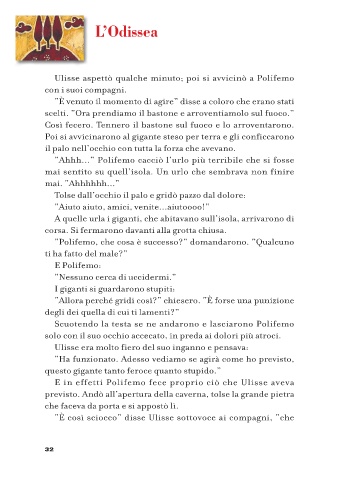 L'Odissea
Ulisse aspettò qualche minuto; poi si avvicinò a Polifemo
con i suoi compagni.
"È venuto il momento di agire" disse a coloro che erano stati
scelti. "Ora prendiamo il bastone e arroventiamolo sul fuoco."
Così fecero. Tennero il bastone sul fuoco e lo arroventarono.
Poi si avvicinarono al gigante steso per terra e gli conficcarono
il palo nell'occhio con tutta la forza che avevano.
"Ahhh..." Polifemo cacciò l'urlo più terribile che si fosse
mai sentito su quell'isola. Un urlo che sembrava non finire
mai. "Ahhhhhh..."
Tolse dall'occhio il palo e gridò pazzo dal dolore:
"Aiuto aiuto, amici, venite...aiutoooo!"
A quelle urla i giganti, che abitavano sull'isola, arrivarono di
corsa. Si fermarono davanti alla grotta chiusa.
"Polifemo, che cosa è successo?" domandarono. "Qualcuno
ti ha fatto del male?"
E Polifemo:
"Nessuno cerca di uccidermi."
I giganti si guardarono stupiti:
"Allora perché gridi così?" chiesero. "È forse una punizione
degli dei quella di cui ti lamenti?"
Scuotendo la testa se ne andarono e lasciarono Polifemo
solo con il suo occhio accecato, in preda ai dolori più atroci.
Ulisse era molto fiero del suo inganno e pensava:
"Ha funzionato. Adesso vediamo se agirà come ho previsto,
questo gigante tanto feroce quanto stupido."
E in effetti Polifemo fece proprio ciò che Ulisse aveva
previsto. Andò all'apertura della caverna, tolse la grande pietra
che faceva da porta e si appostò lì.
"È così sciocco" disse Ulisse sottovoce ai compagni, "che
32